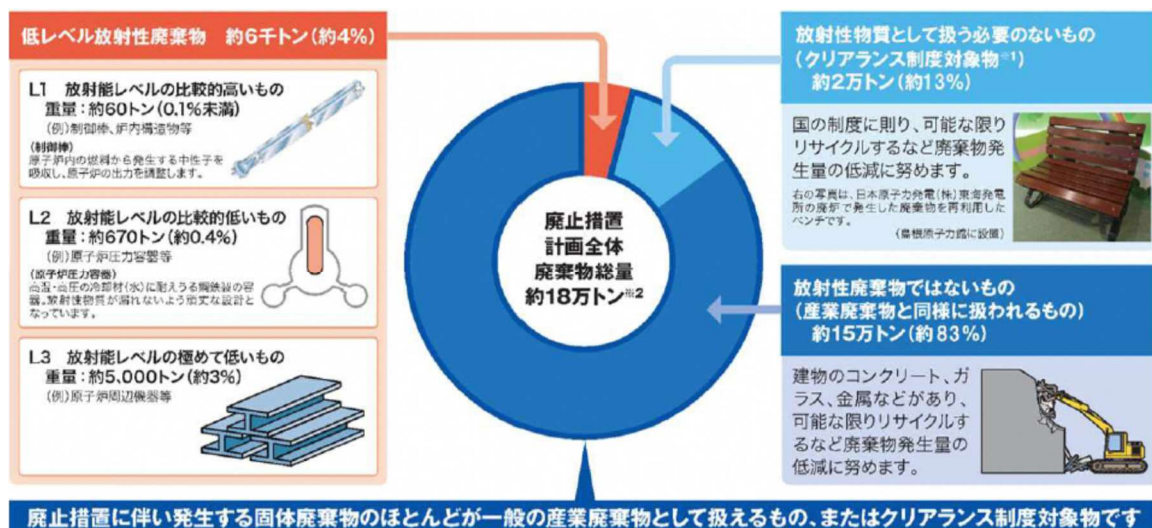 低レベル放射性廃棄物 約6千トン(約4%)
L1 放射能レベルの比較的高いもの
重量:約60トン(0.1%未満)
(例)制御棒、炉内構造物等
(制御棒)
原子炉内の燃料から発生する中性子を
吸収し、原子炉の出力を調整します。
L2 放射能レベルの比較的低いもの
重量:約670トン(約0.4%)
(例)原子炉圧力容器等
(原子炉圧力容器)
高温・高圧の冷却材(水)に耐えうる鋼鉄製の容
器。放射性物質が漏れないよう頑丈な設計と
なっています。
L3 放射能レベルの極めて低いもの
重量:約5,000トン(約3%)
(例)原子炉周辺機器等
廃止措置
計画全体
廃棄物総量
約18万トン※2
放射性物質として扱う必要のないもの
(クリアランス制度対象物※1)
約2万トン(約13%)
国の制度に則り、可能な限り
リサイクルするなど廃棄物発
生量の低減に努めます。
右の写真は、日本原子力発電(株)東海発電
所の廃炉で発生した廃棄物を再利用した
ベンチです。
(島根原子力館に設置)
放射性廃棄物ではないもの
(産業廃棄物と同様に扱われるもの)
約15万トン(約83%)
建物のコンクリート、ガ
ラス、金属などがあり、
可能な限りリサイクルす
るなど廃棄物発生量の
低減に努めます。
廃止措置に伴い発生する固体廃棄物のほとんどが一般の産業廃棄物として扱えるもの、またはクリアランス制度対象物です